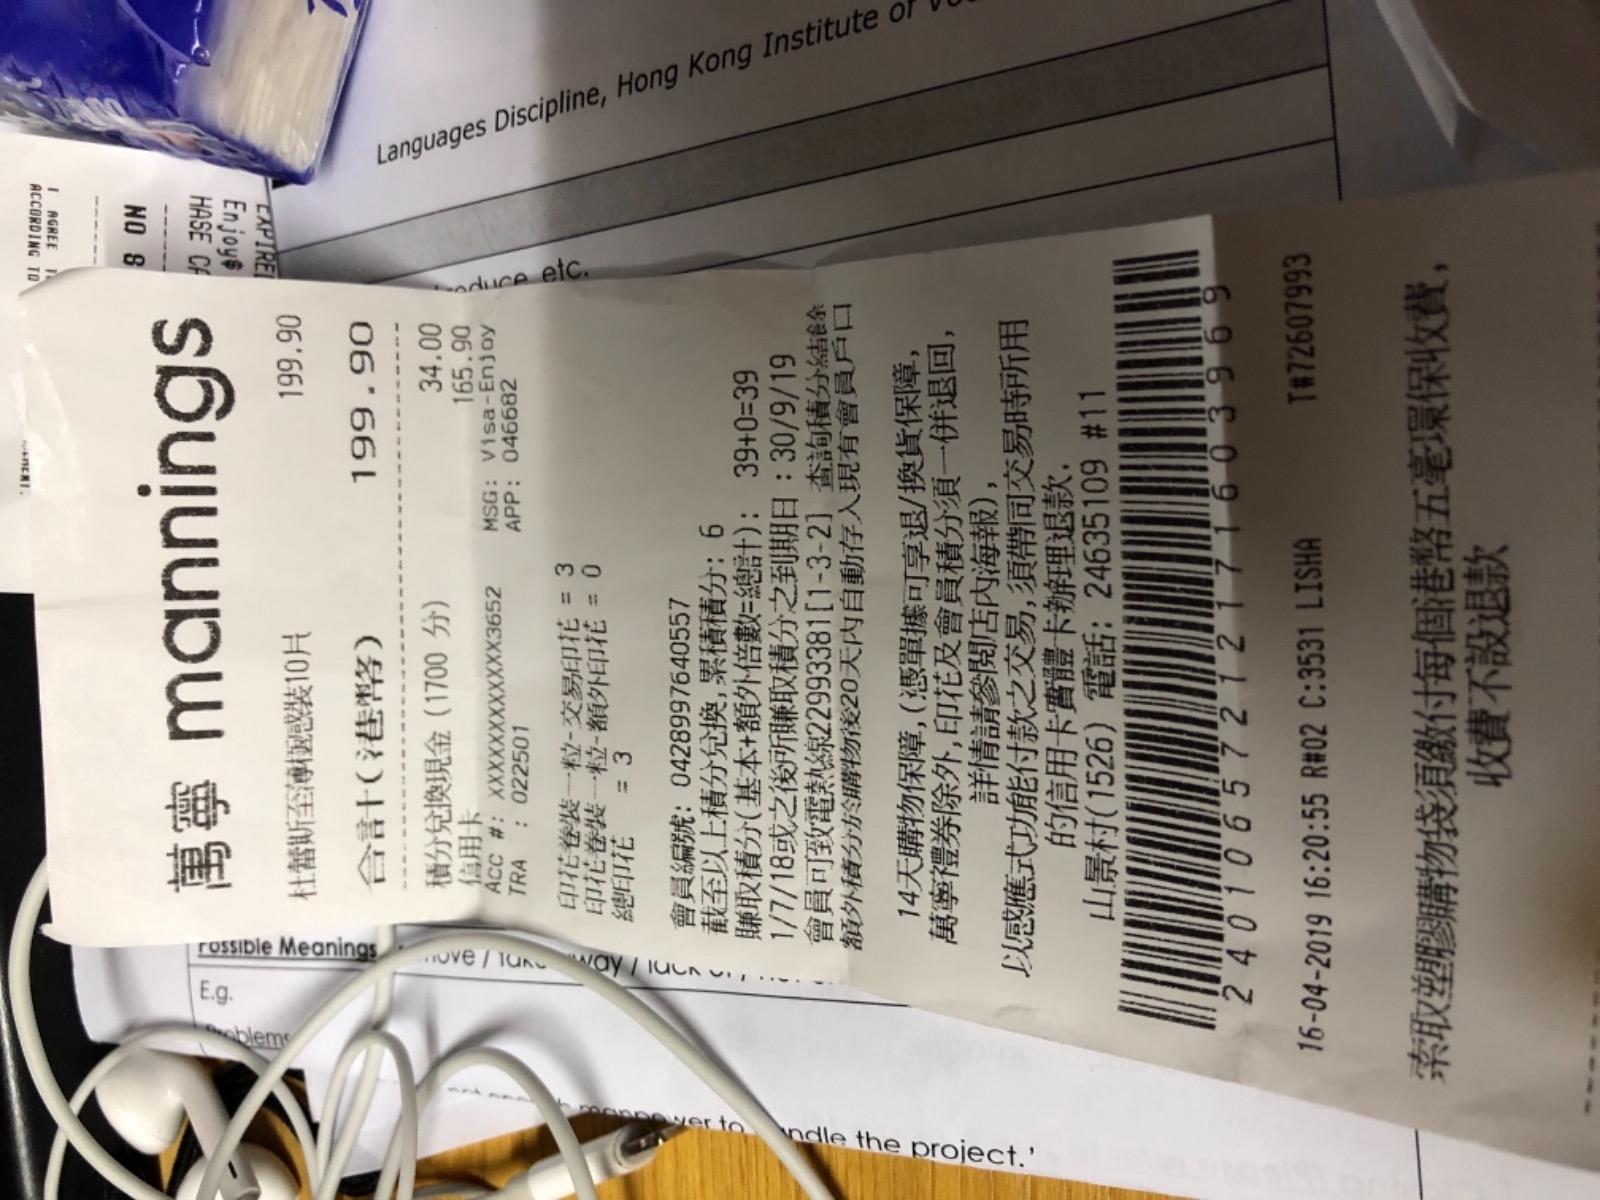 萬寧 mannings
杜蕾斯至薄極感裝10片 199.90
合計(港幣) 199.90
積分兌換現金(1700 分) 34.00
信用卡 165.90
Acc #: XXXXXXXXXXXX3652 MSG: Visa-Enjoy
TRA : 022501 APP: 046682
印花卷裝一粒-交易印花 = 3
印花卷裝一粒-額外印花 = 0
總印花 = 3
會員編號: 0428997640557
截至以上積分兌換,累積積分: 6
賺取積分(基本+額外倍數=總計): 39+0=39
1/7/18或之後所賺取積分之到期日:30/9/19
會員可致電熱線22993381[1-3-2] 查詢積分結餘
額外積分於購物後20天內自動存入現有會員戶口
14天購物保障,(憑單據可享退/換貨保障,
萬寧禮券除外,印花及會員積分須一併退回,
詳情請參閱店內海報),
以感應式功能付款之交易,須帶同交易時所用
的信用卡實體卡辦理退款.
山景村(1526) 電話: 24635109 #11
240106572121716039​69
16-04-2019 16:20:55 R#02 C:3531 LISHA T#72607993
索取塑膠購物袋須繳付每個港幣五毫環保收費,
收費不設退款
I AGREE
ACCORDING TO
NO
HASE
Enjoy$
E.g.
Possible Meanings
ndle the project.'
Languages Discipline, Hong Kong Institute of
etc.